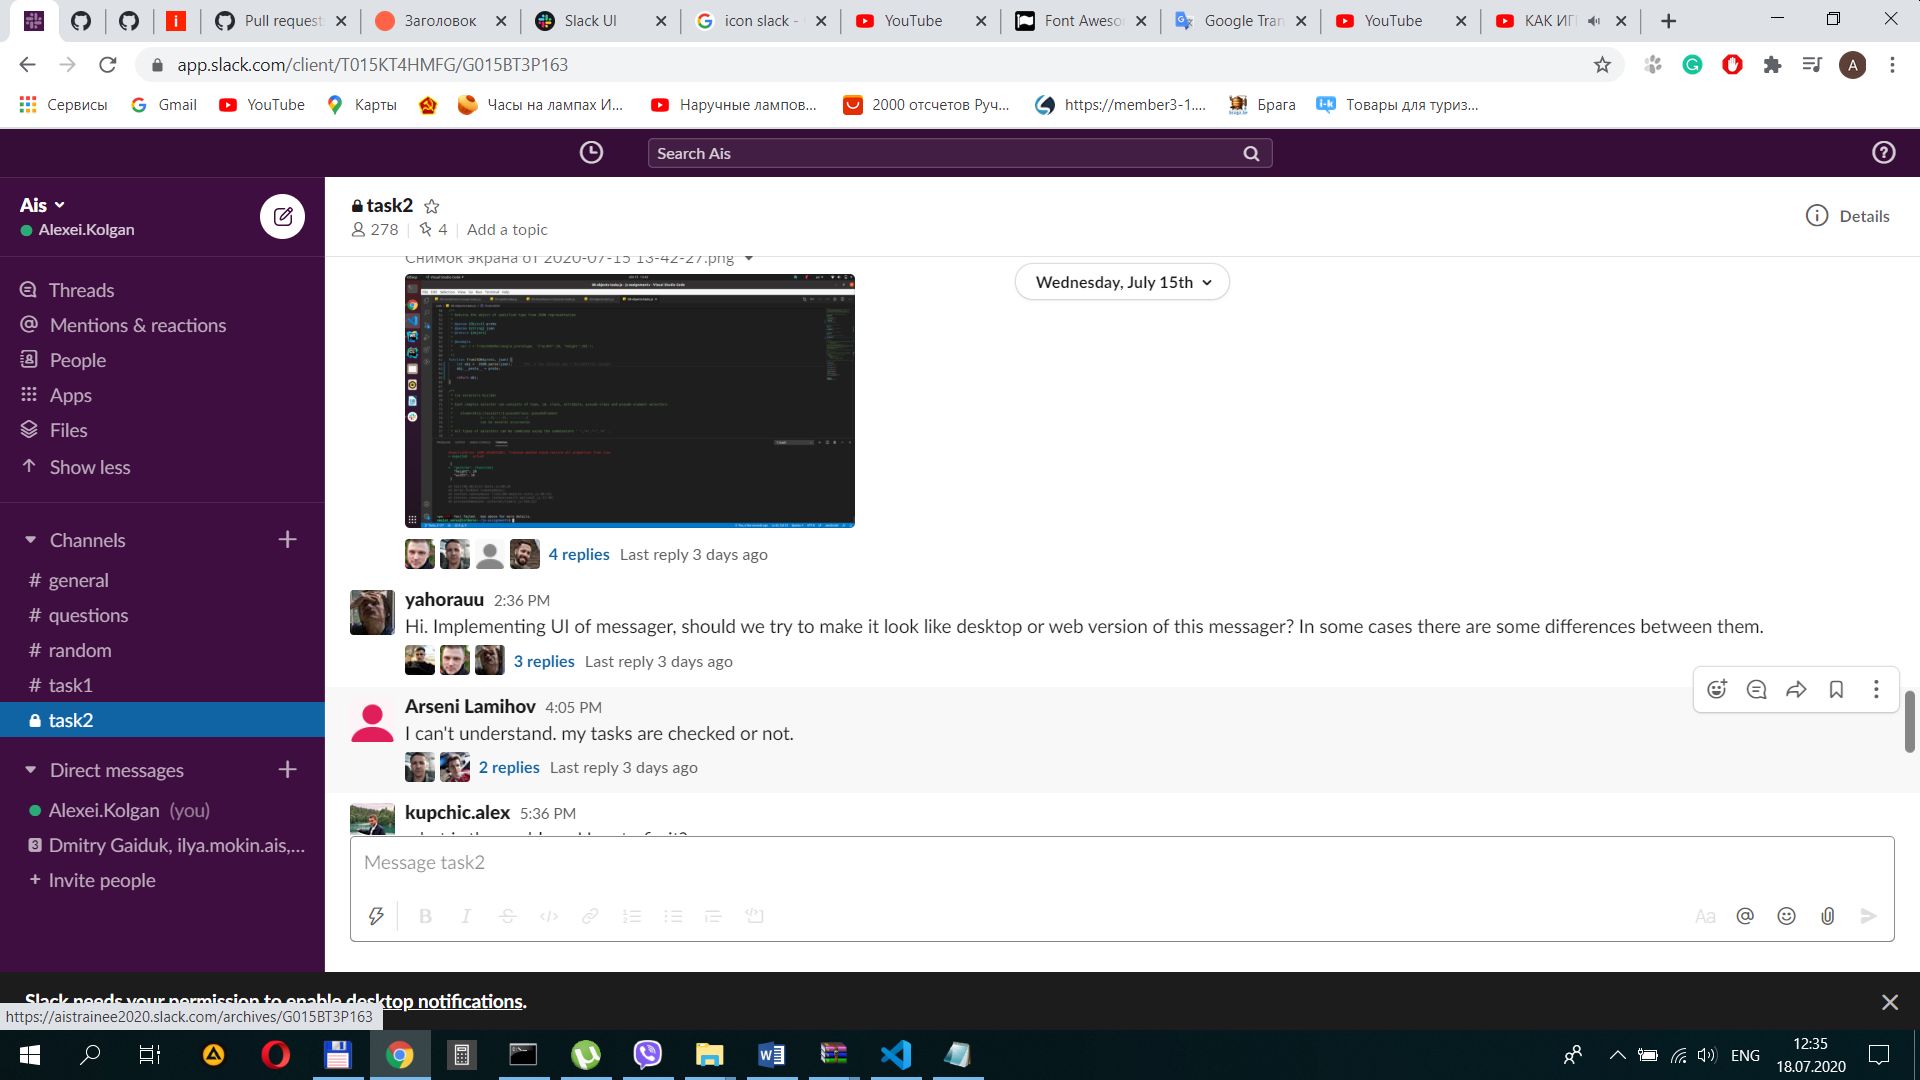 Pull request
Заголовок
Slack UI
icon slack -
YouTube
Font Aweso
Google Tran
YouTube
КАК ИГ
app.slack.com/client/T015KT4HMFG/G015BT3P163
A
Сервисы
Gmail
YouTube
Карты
Часы на лампах И...
Наручные лампов...
2000 отсчетов Руч...
https://member3-1....
Брага
Товары для туриз...
Search Ais
Ais
Alexei.Kolgan
Threads
Mentions & reactions
People
Apps
Files
Show less
Channels
# general
# questions
# random
# task1
task2
Direct messages
Alexei.Kolgan (you)
3 Dmitry Gaiduk, ilya.mokin.ais,...
+ Invite people
task2
278 | 4 | Add a topic
Details
Снимок экрана от 2020-07-15 13-42-27.png
Wednesday, July 15th
4 replies Last reply 3 days ago
yahorauu 2:36 PM
Hi. Implementing UI of messager, should we try to make it look like desktop or web version of this messager? In some cases there are some differences between them.
3 replies Last reply 3 days ago
Arseni Lamihov 4:05 PM
I can't understand. my tasks are checked or not.
2 replies Last reply 3 days ago
kupchic.alex 5:36 PM
Message task2
B I S </> Aa @
Slack needs your permission to enable desktop notifications.
https://aistrainee2020.slack.com/archives/G015BT3P163
ENG
12:35
18.07.2020